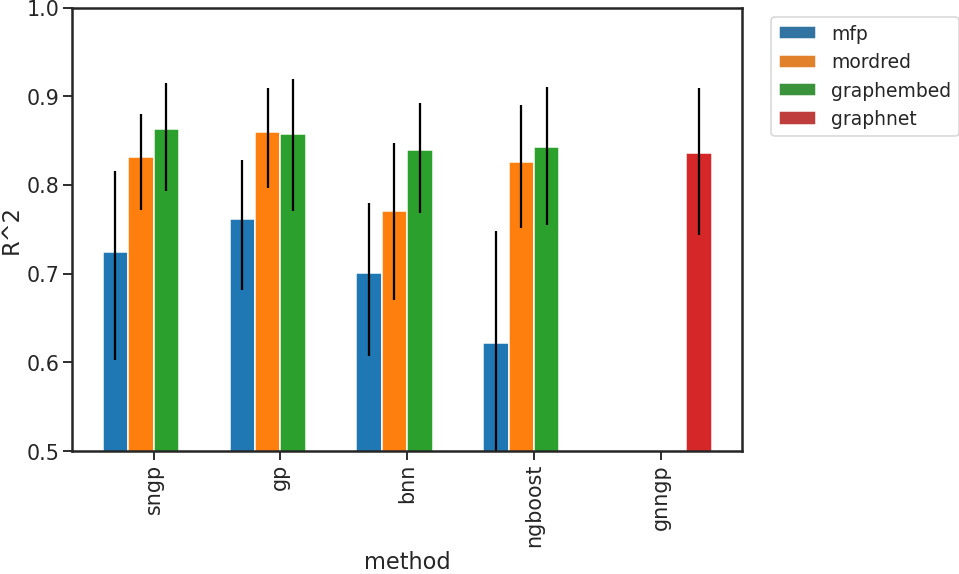 1.0
0.9
0.8
0.7
0.6
0.5
R^2
sngp
gp
bnn
ngboost
gnngp
method
mfp
mordred
graphembed
graphnet